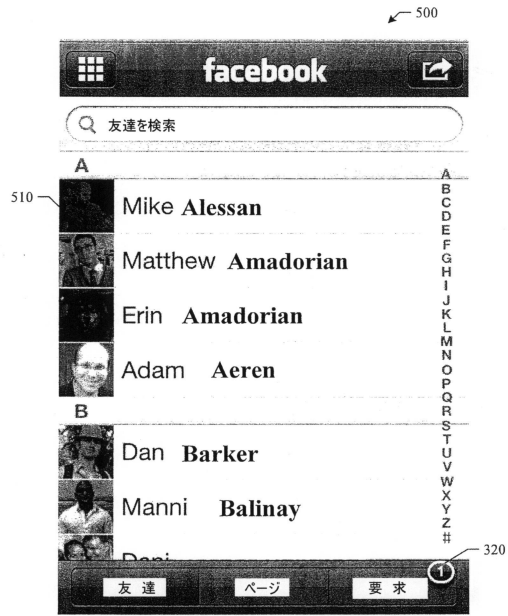 500
facebook
友達を検索
A
510
Mike Alessan
Matthew Amadorian
Erin Amadorian
Adam Aeren
B
Dan Barker
Manni Balinay
A
B
C
D
E
F
G
H
I
J
K
L
M
N
O
P
Q
R
S
T
U
V
W
X
Y
Z
#
320
1
友達
ページ
要求